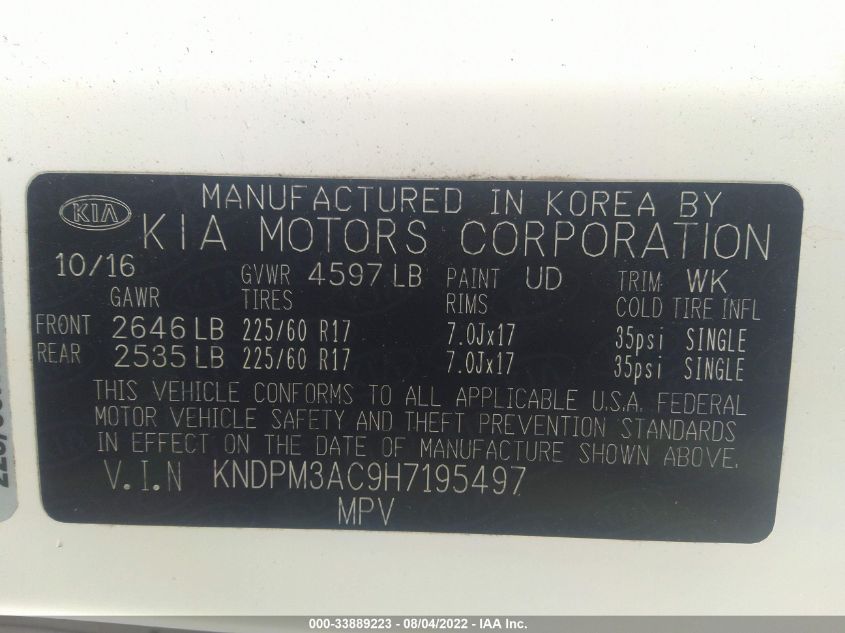 MANUFACTURED IN KOREA BY
KIA KIA MOTORS CORPORATION
10/16 GVWR 4597 LB PAINT UD TRIM WK
GAWR TIRES RIMS COLD TIRE INFL
FRONT 2646 LB 225/60 R17 7.0Jx17 35psi SINGLE
REAR 2535 LB 225/60 R17 7.0Jx17 35psi SINGLE
THIS VEHICLE CONFORMS TO ALL APPLICABLE U.S.A. FEDERAL
MOTOR VEHICLE SAFETY AND THEFT PREVENTION STANDARDS
IN EFFECT ON THE DATE OF MANUFACTURE SHOWN ABOVE.
V.I.N KNDPM3AC9H7195497
MPV
000-33889223 - 08/04/2022 - IAA Inc.